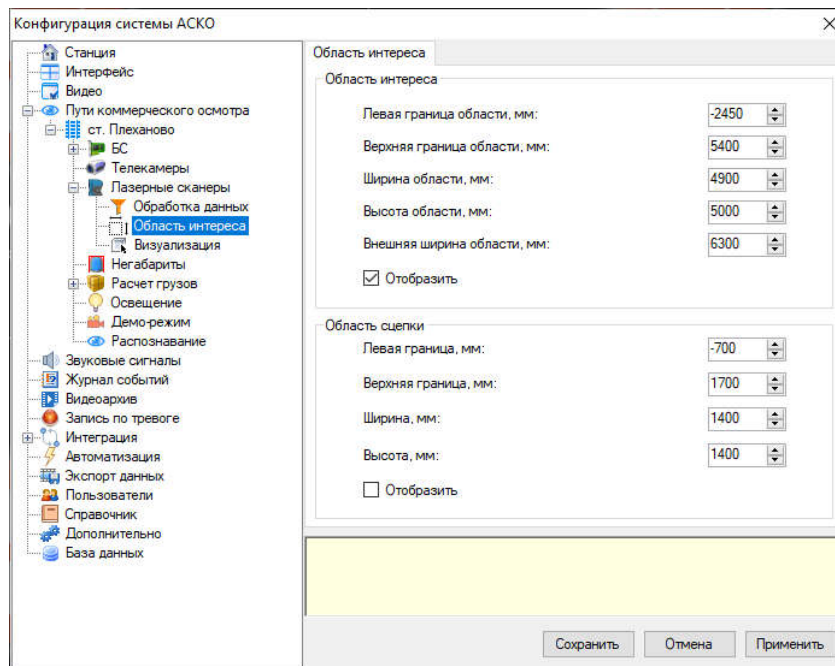 Конфигурация системы АСКО
Станция
Интерфейс
Видео
Пути коммерческого осмотра
ст. Плеханово
БС
Телекамеры
Лазерные сканеры
Обработка данных
Область интереса
Визуализация
Негабариты
Расчет грузов
Освещение
Демо-режим
Распознавание
Звуковые сигналы
Журнал событий
Видеоархив
Запись по тревоге
Интеграция
Автоматизация
Экспорт данных
Пользователи
Справочник
Дополнительно
База данных
Область интереса
Область интереса
Левая граница области, мм: -2450
Верхняя граница области, мм: 5400
Ширина области, мм: 4900
Высота области, мм: 5000
Внешняя ширина области, мм: 6300
Отобразить
Область сцепки
Левая граница, мм: -700
Верхняя граница, мм: 1700
Ширина, мм: 1400
Высота, мм: 1400
Отобразить
Сохранить Отмена Применить